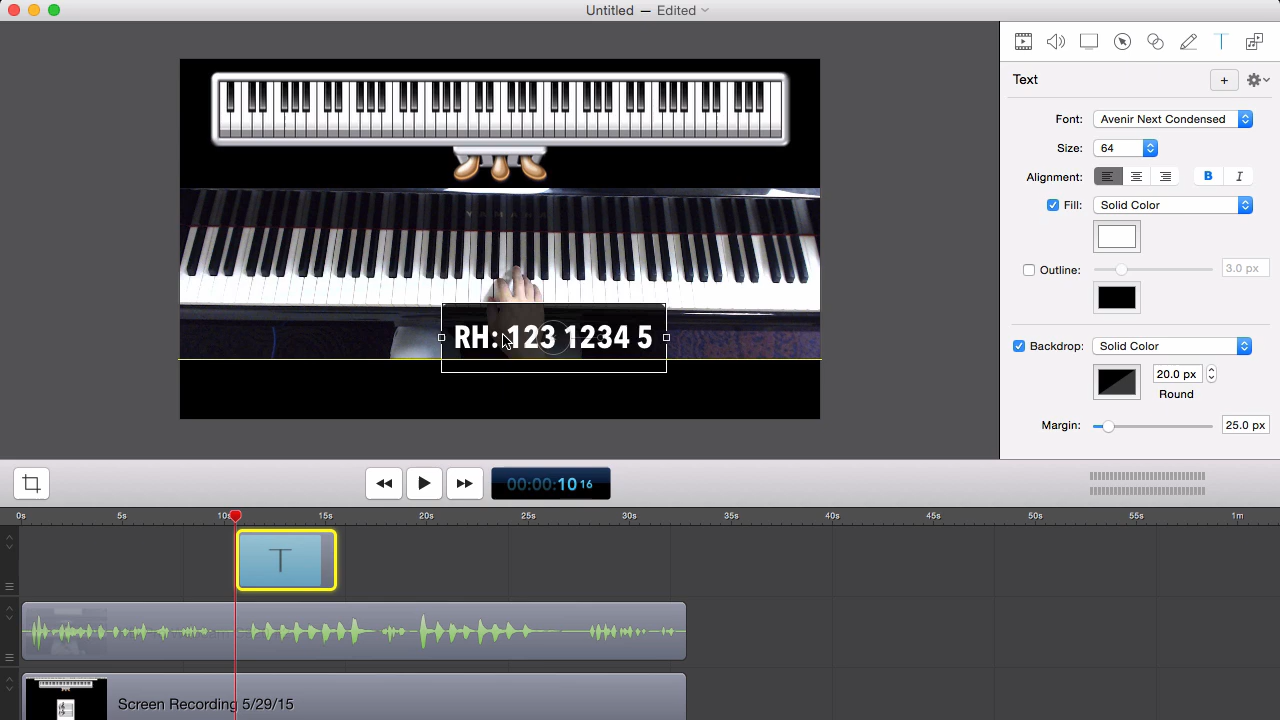 Untitled — Edited
Text
+
Font: Avenir Next Condensed
Size: 64
Alignment: B I
Fill: Solid Color
Outline: 3.0 px
Backdrop: Solid Color
20.0 px
Round
Margin: 25.0 px
RH: 123 1234 5
00:00:10 16
0s 5s 10s 15s 20s 25s 30s 35s 40s 45s 50s 55s 1m
T
Screen Recording 5/29/15